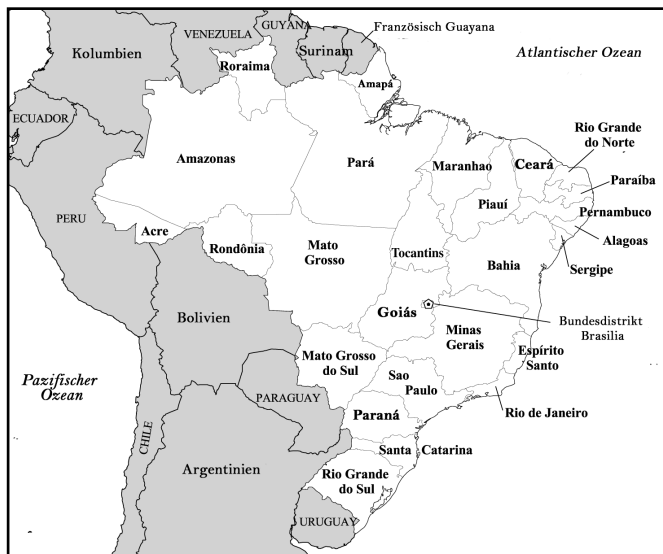 GUYANA
Französisch Guayana
VENEZUELA
Surinam
Kolumbien
Atlantischer Ozean
Roraima
Amapá
ECUADOR
Rio Grande
do Norte
Amazonas
Pará
Maranhao
Ceará
Paraíba
Piauí
Pernambuco
PERU
Acre
Rondônia
Mato
Grosso
Tocantins
Alagoas
Bahia
Sergipe
Bolivien
Goiás
Bundesdistrikt
Brasilia
Minas
Gerais
Espírito
Santo
Mato Grosso
do Sul
Sao
Paulo
Pazifischer
Ozean
PARAGUAY
Rio de Janeiro
Paraná
CHILE
Santa Catarina
Argentinien
Rio Grande
do Sul
URUGUAY